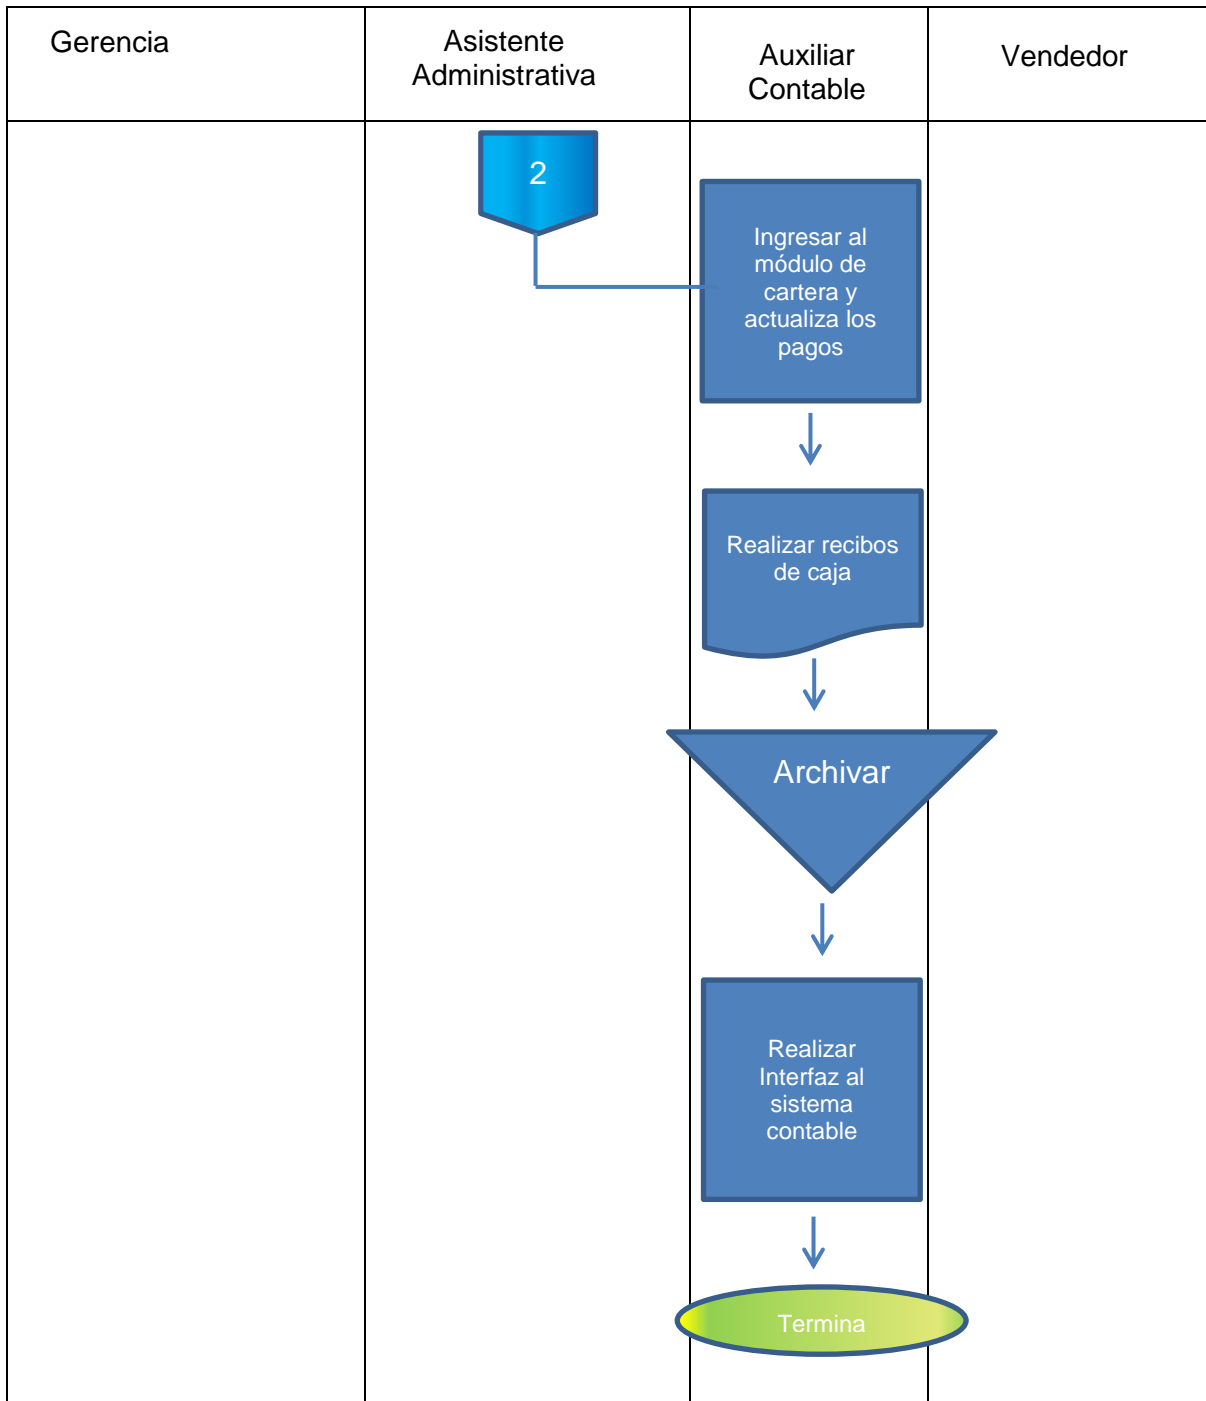 Gerencia
Asistente
Administrativa
Auxiliar
Contable
Vendedor
2
Ingresar al
módulo de
cartera y
actualiza los
pagos
Realizar recibos
de caja
Archivar
Realizar
Interfaz al
sistema
contable
Termina